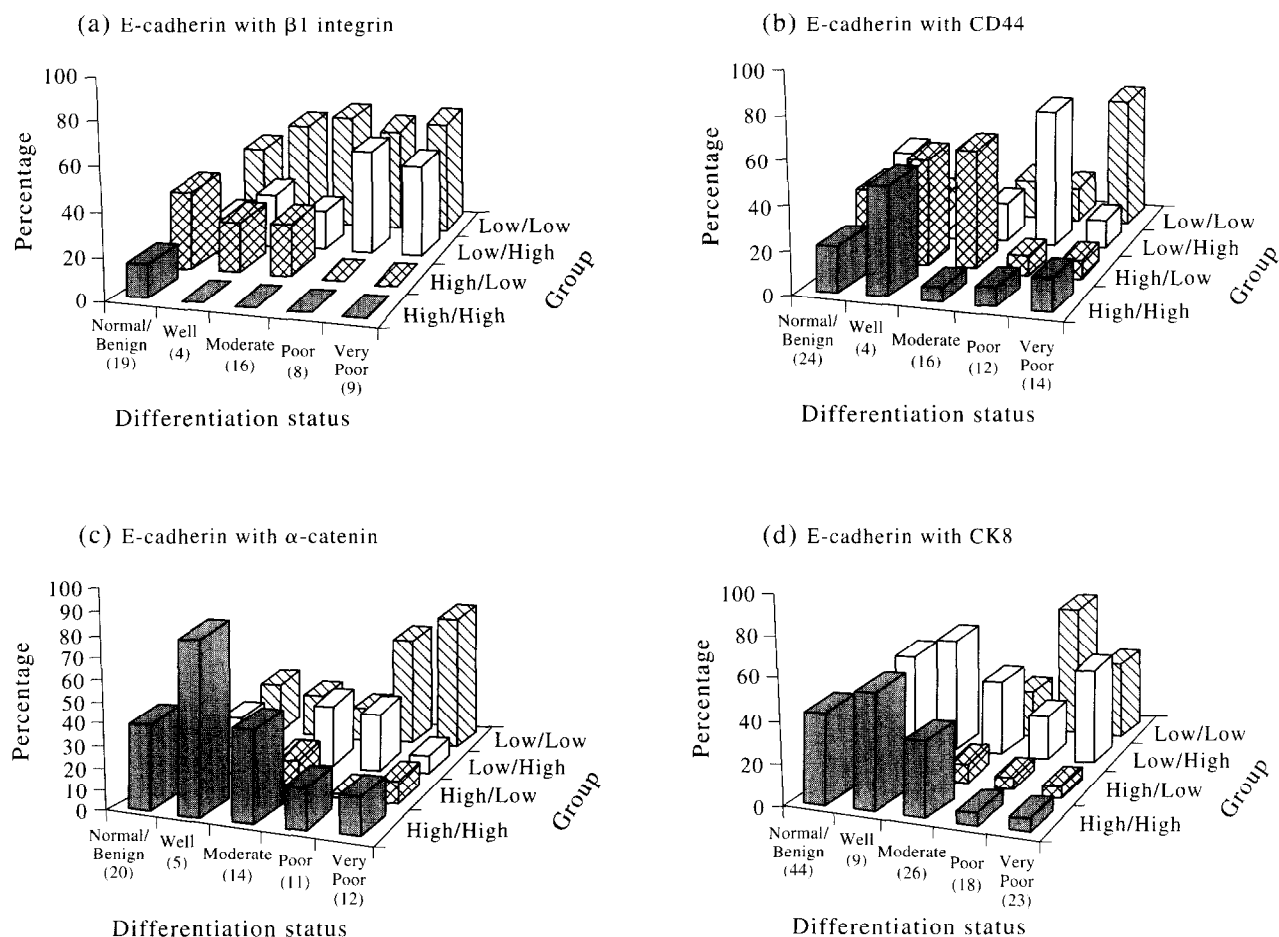 (a) E-cadherin with β1 integrin
100
80
60
40
20
0
Percentage
Normal/
Benign
(19)
Well
(4)
Moderate
(16)
Poor
(8)
Very
Poor
(9)
Low/Low
Low/High
High/Low
High/High
Group
Differentiation status
(b) E-cadherin with CD44
100
80
60
40
20
0
Percentage
Normal/
Benign
(24)
Well
(4)
Moderate
(16)
Poor
(12)
Very
Poor
(14)
Low/Low
Low/High
High/Low
High/High
Group
Differentiation status
(c) E-cadherin with α-catenin
100
90
80
70
60
50
40
30
20
10
0
Percentage
Normal/
Benign
(20)
Well
(5)
Moderate
(14)
Poor
(11)
Very
Poor
(12)
Low/Low
Low/High
High/Low
High/High
Group
Differentiation status
(d) E-cadherin with CK8
100
80
60
40
20
0
Percentage
Normal/
Benign
(44)
Well
(9)
Moderate
(26)
Poor
(18)
Very
Poor
(23)
Low/Low
Low/High
High/Low
High/High
Group
Differentiation status